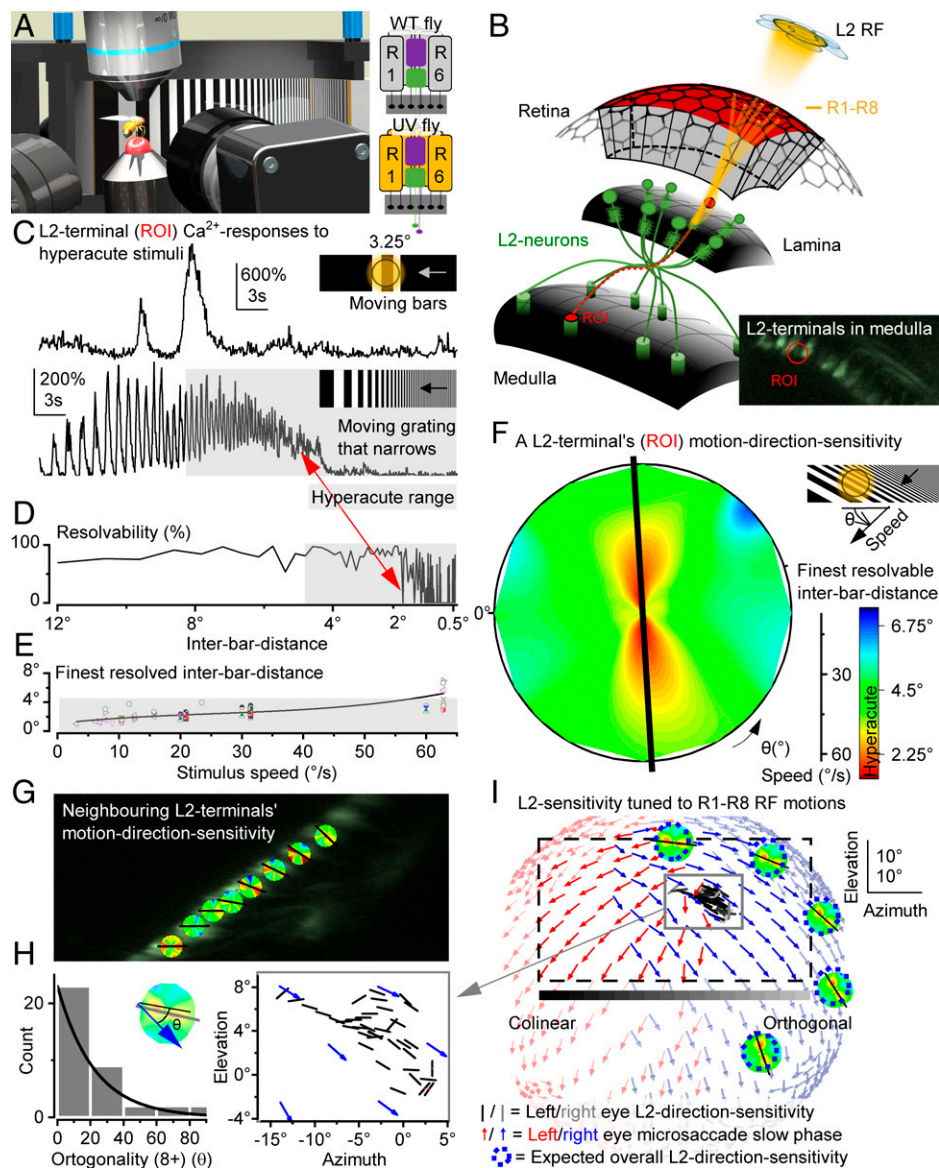 A
WT fly
R
1
R
6
UV fly
R
1
R
6
B
L2 RF
R1-R8
Retina
L2-neurons
Lamina
ROI
Medulla
L2-terminals in medulla
ROI
C
L2-terminal (ROI) Ca²⁺-responses to
hyperacute stimuli
3.25°
600%
3s
Moving bars
200%
3s
Moving grating
that narrows
Hyperacute range
D
Resolvability (%)
100
0
12°
8°
4°
2°
0.5°
Inter-bar-distance
E
Finest resolved inter-bar-distance
8°
4°
0°
0
10
20
30
40
50
60
Stimulus speed (°/s)
F
A L2-terminal's (ROI) motion-direction-sensitivity
θ
Speed
Finest resolvable
inter-bar-distance
0°
6.75°
30
4.5°
Hyperacute
2.25°
60
θ(°)
Speed (°/s)
G
Neighbouring L2-terminals'
motion-direction-sensitivity
H
Count
20
0
θ
0
20
40
60
80
Ortogonality (8+) (θ)
Elevation
8°
4°
0°
-4°
-15°
-10°
-5°
0°
5°
Azimuth
I
L2-sensitivity tuned to R1-R8 RF motions
Elevation
10°
10°
Azimuth
Colinear
Orthogonal
| / | = Left/right eye L2-direction-sensitivity
↑/↑ = Left/right eye microsaccade slow phase
= Expected overall L2-direction-sensitivity